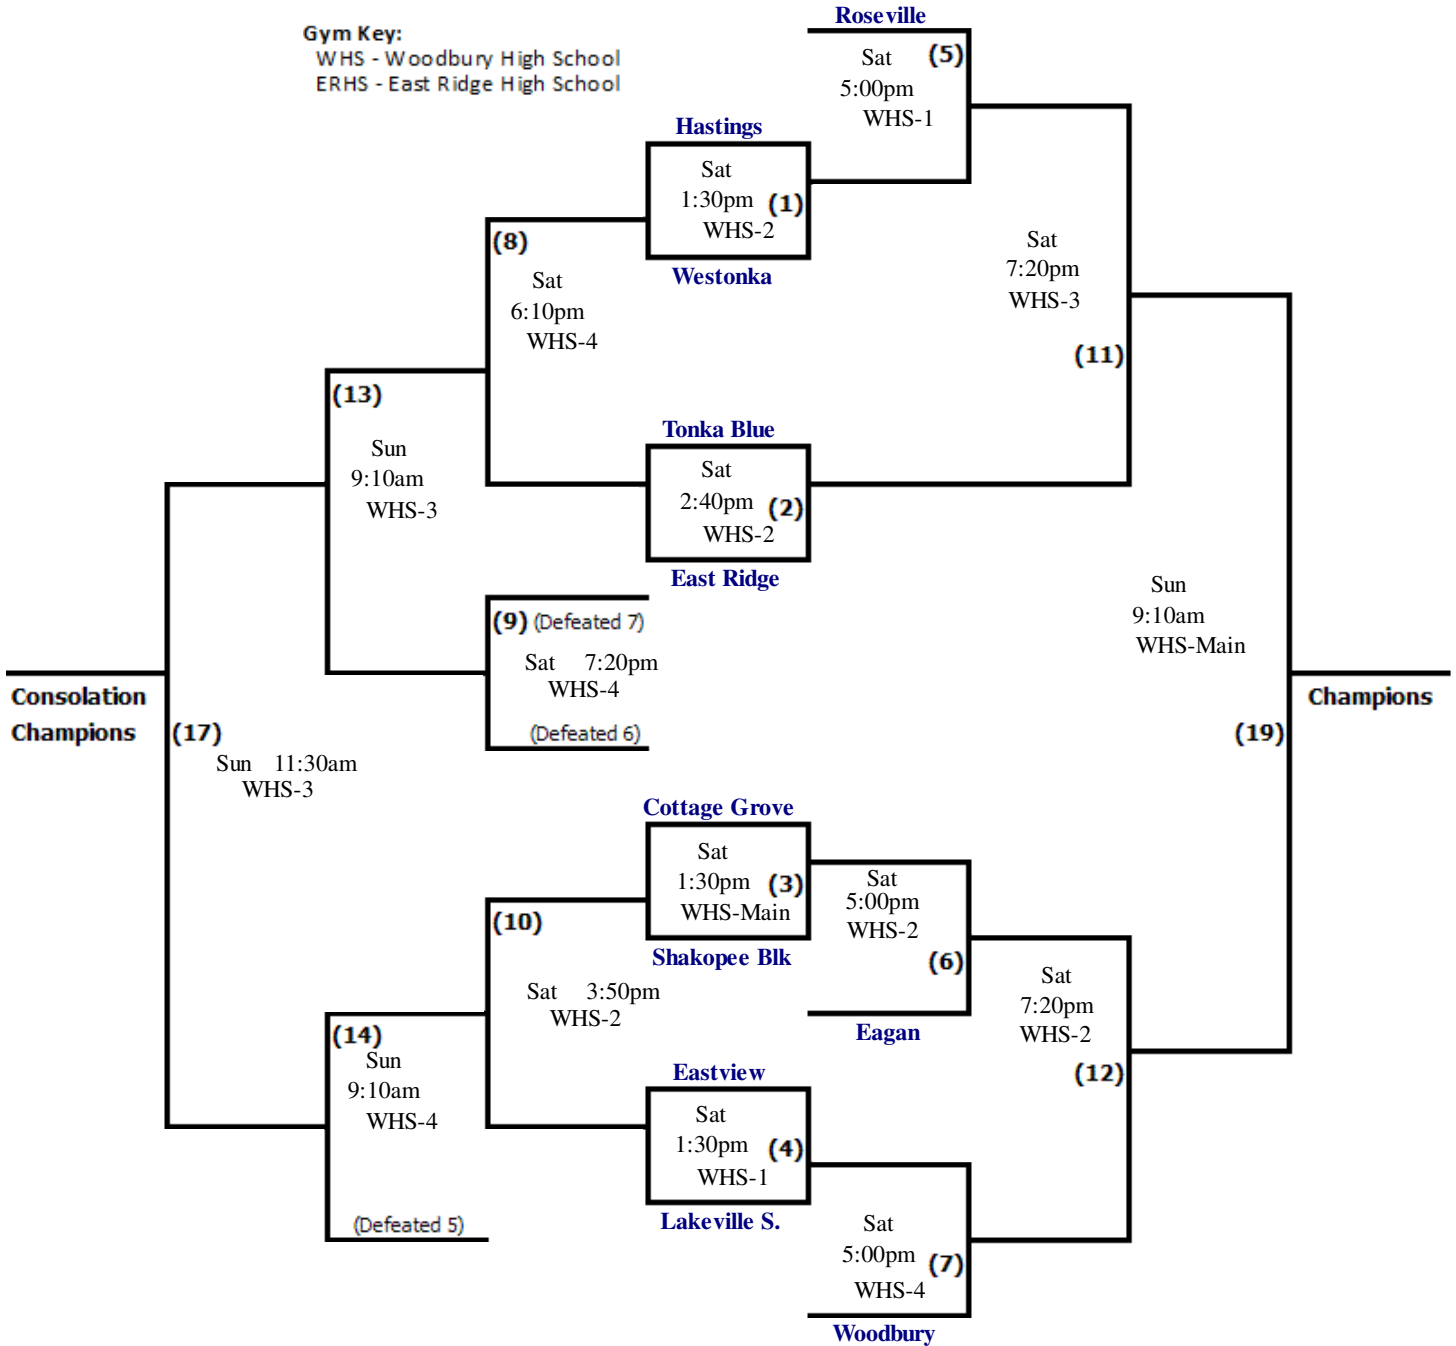 Roseville
Gym Key:
WHS - Woodbury High School
ERHS - East Ridge High School
Sat (5)
5:00pm
WHS-1
Hastings
Sat
1:30pm (1)
WHS-2
Westonka
(8)
Sat
6:10pm
WHS-4
Sat
7:20pm
WHS-3
(11)
(13)
Sun
9:10am
WHS-3
Tonka Blue
Sat
2:40pm (2)
WHS-2
East Ridge
(9) (Defeated 7)
Sat 7:20pm
WHS-4
(Defeated 6)
Sun
9:10am
WHS-Main
Consolation
Champions
(17)
Sun 11:30am
WHS-3
Champions
(19)
Cottage Grove
Sat
1:30pm (3)
WHS-Main
Shakopee Blk
Sat
5:00pm
WHS-2
(6)
Eagan
(10)
Sat 3:50pm
WHS-2
Sat
7:20pm
WHS-2
(12)
(14)
Sun
9:10am
WHS-4
(Defeated 5)
Eastview
Sat
1:30pm (4)
WHS-1
Lakeville S.
Sat
5:00pm (7)
WHS-4
Woodbury